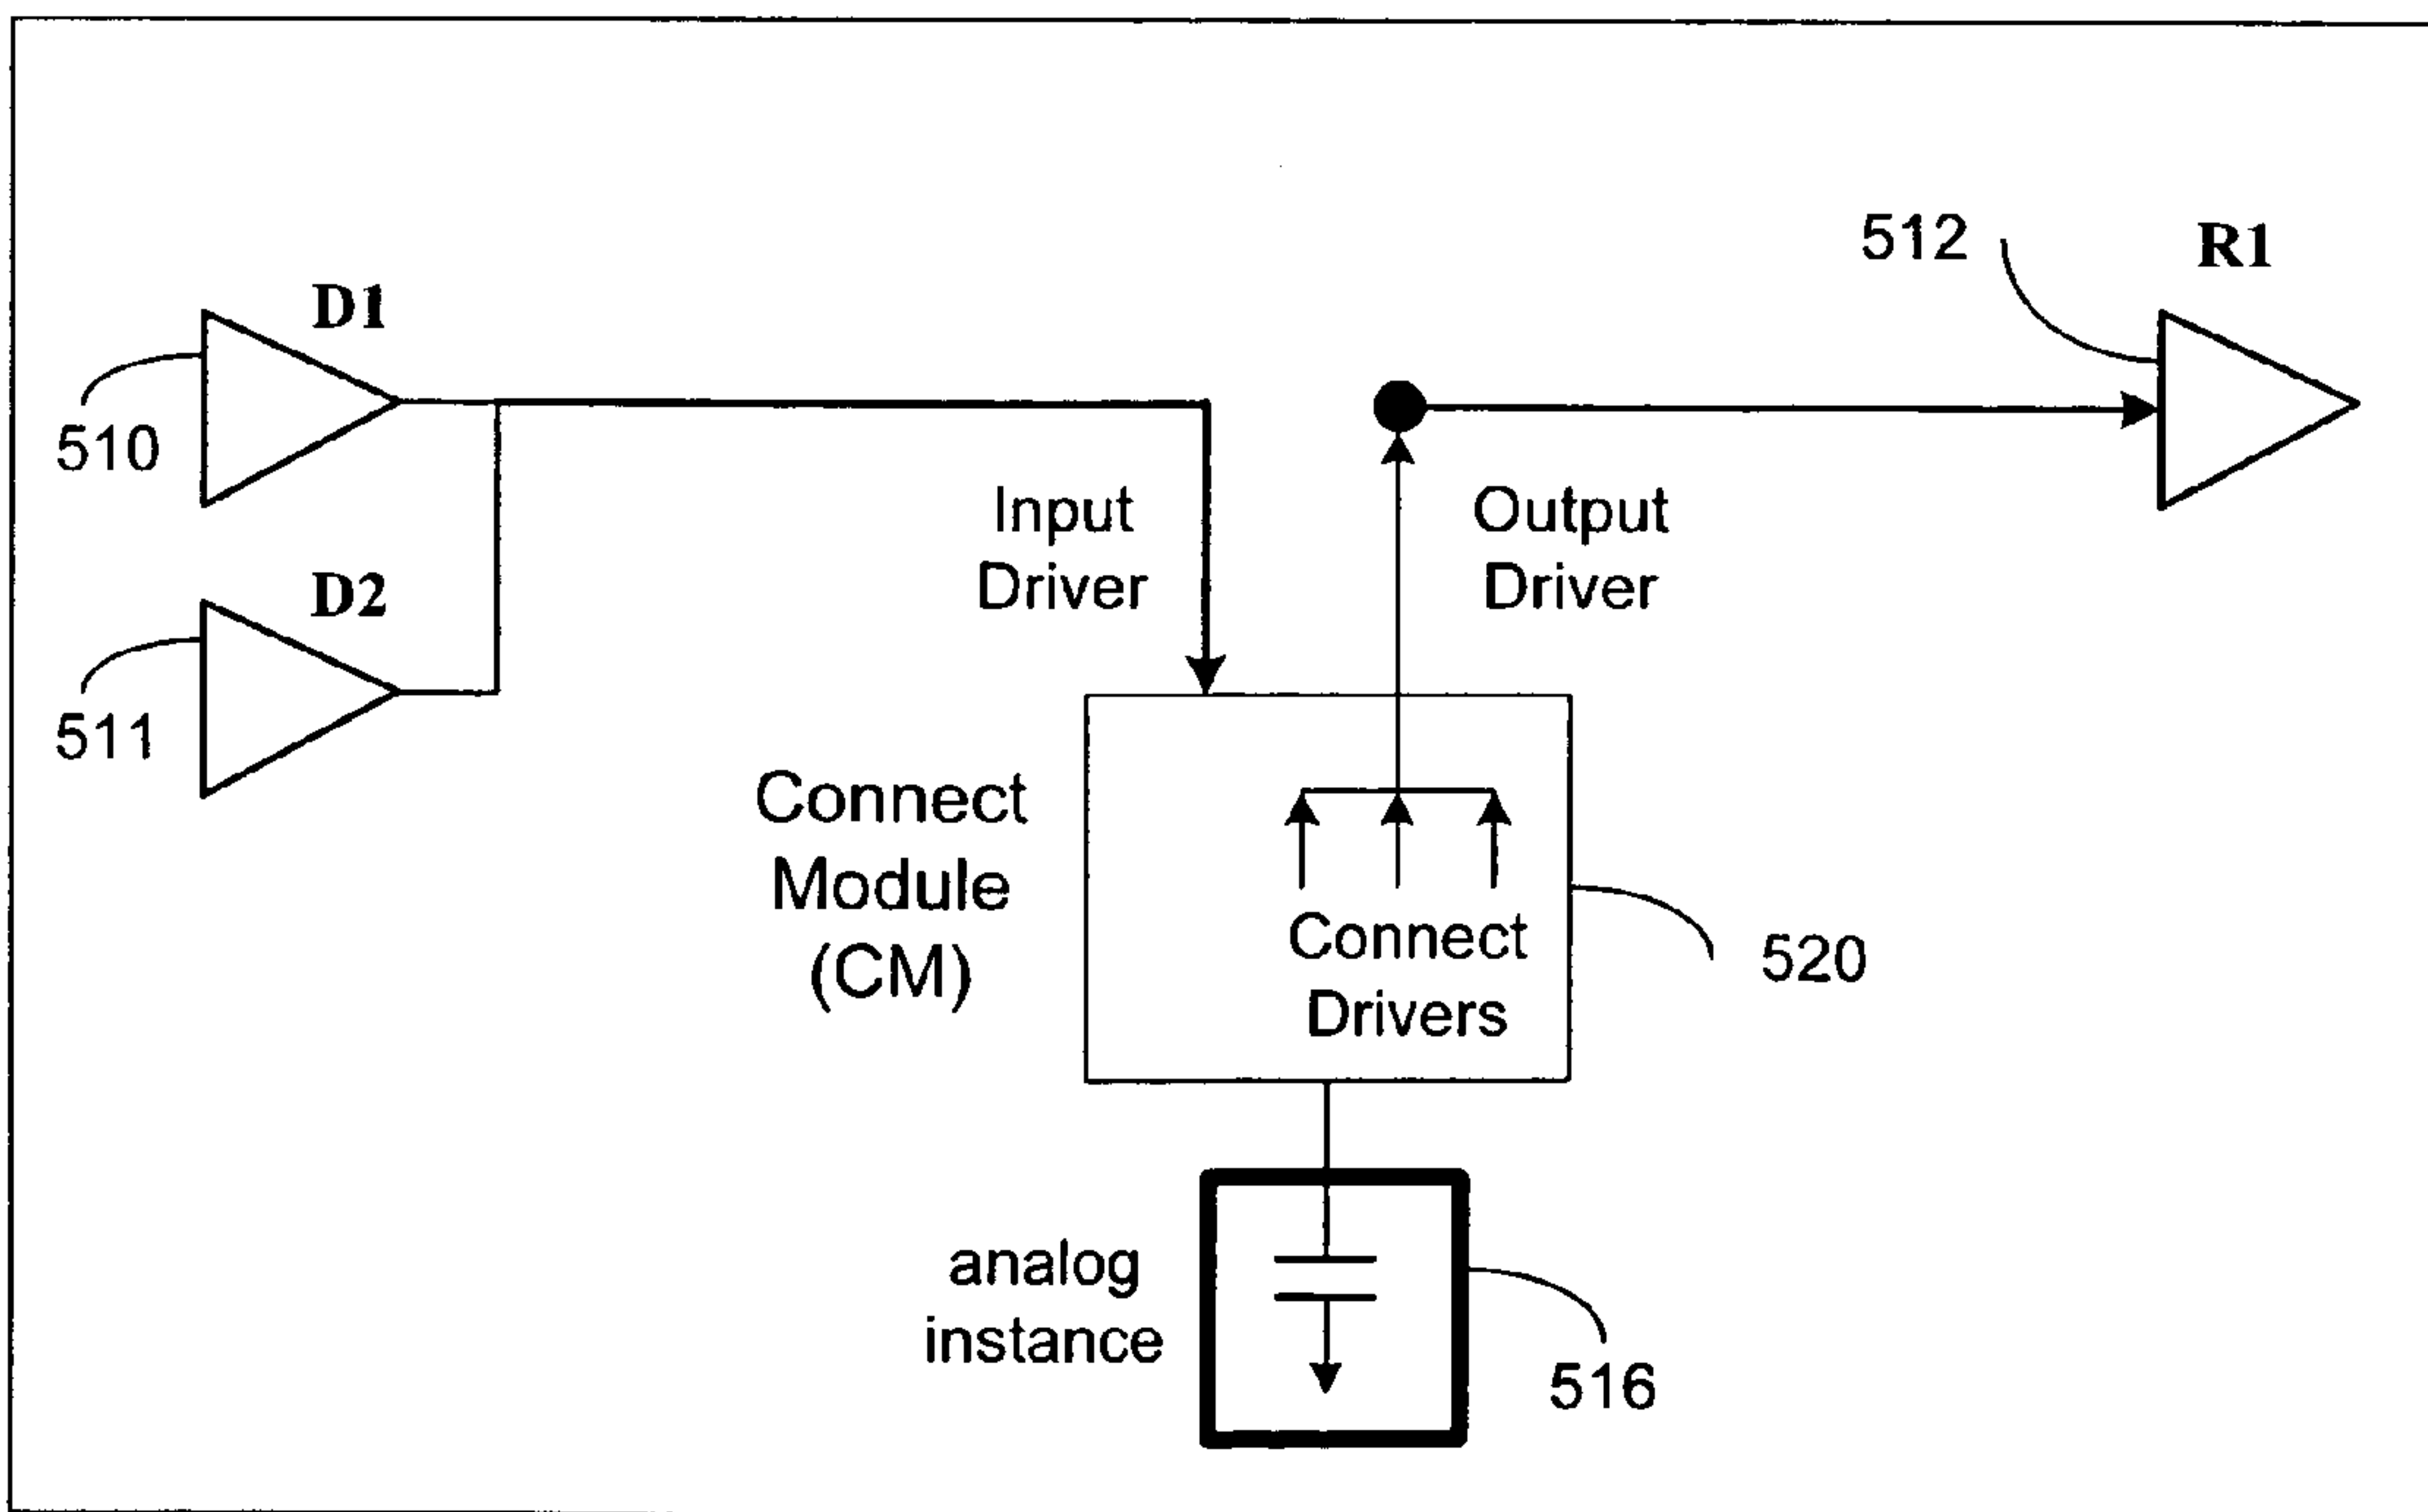 512
R1
D1
510
Input
Driver
Output
Driver
D2
511
Connect
Module
(CM)
Connect
Drivers
520
analog
instance
516